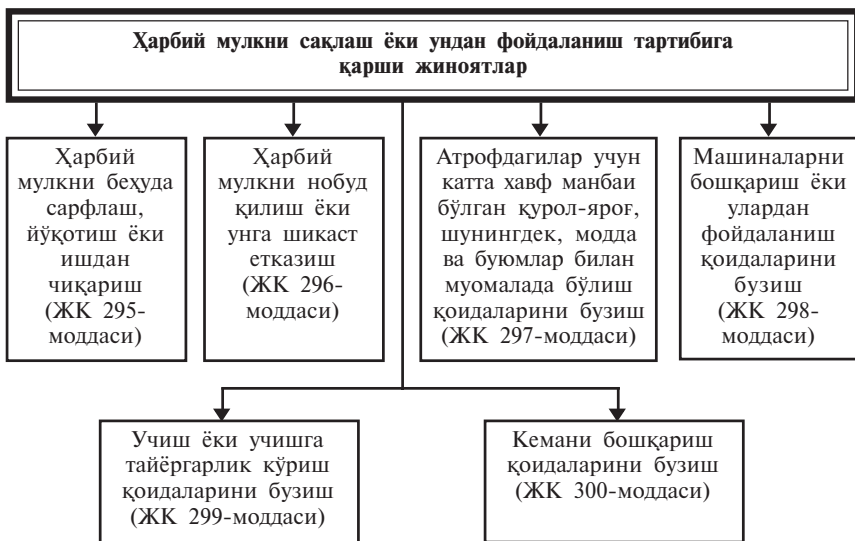 Ҳарбий мулкни сақлаш ёки ундан фойдаланиш тартибига
қарши жиноятлар
Ҳарбий
мулкни беҳуда
сарфлаш,
йўқотиш ёки
ишдан
чиқариш
(ЖК 295-
моддаси)
Ҳарбий
мулкни нобуд
қилиш ёки
унга шикаст
етказиш
(ЖК 296-
моддаси)
Атрофдагилар учун
катта хавф манбаи
бўлган қурол-яроғ,
шунингдек, модда
ва буюмлар билан
муомалада бўлиш
қоидаларини бузиш
(ЖК 297-моддаси)
Машиналарни
бошқариш ёки
улардан
фойдаланиш
қоидаларини
бузиш
(ЖК 298-
моддаси)
Учиш ёки учишга
тайёргарлик кўриш
қоидаларини бузиш
(ЖК 299-моддаси)
Кемани бошқариш
қоидаларини бузиш
(ЖК 300-моддаси)